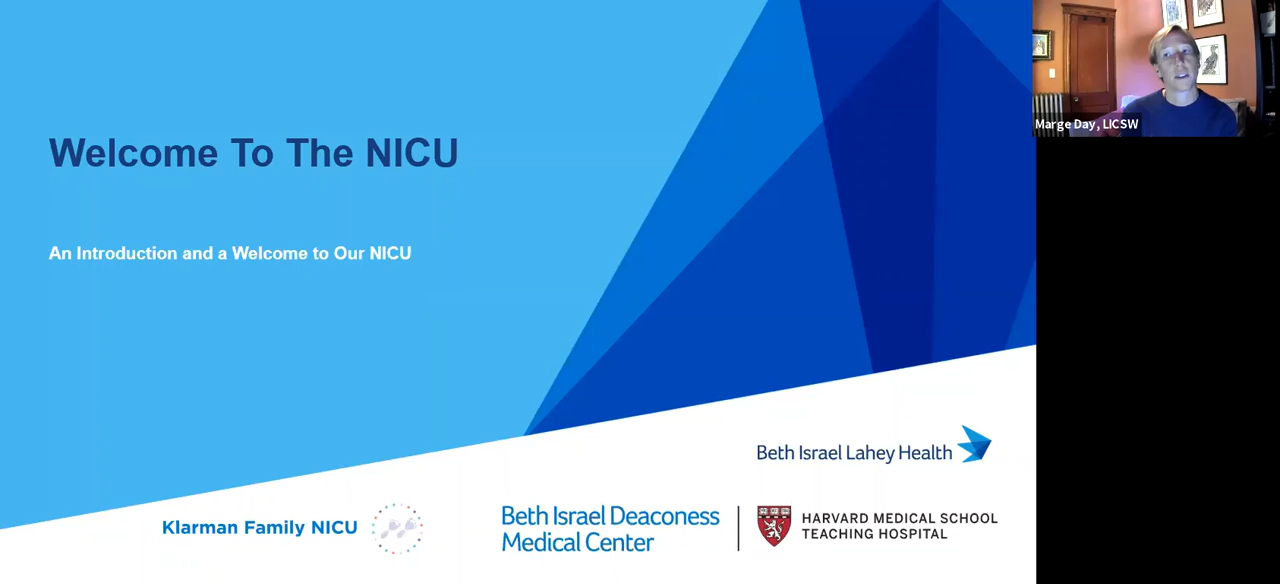 Welcome To The NICU
Marge Day, LICSW
An Introduction and a Welcome to Our NICU
Beth Israel Lahey Health
Klarman Family NICU
Beth Israel Deaconess
Medical Center
HARVARD MEDICAL SCHOOL
TEACHING HOSPITAL